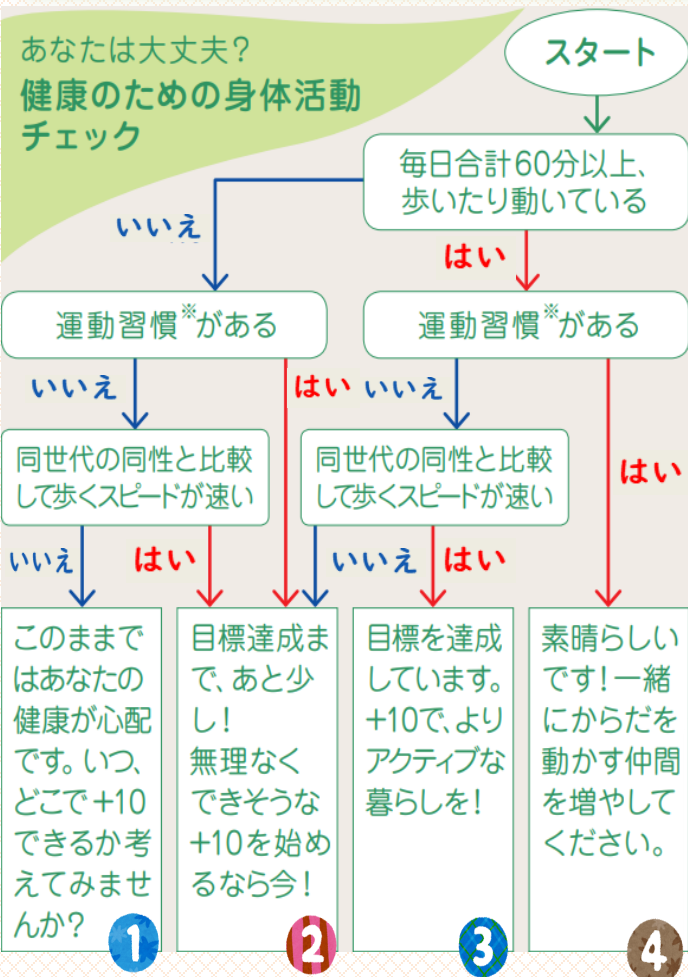 あなたは大丈夫？
健康のための身体活動
チェック
スタート
毎日合計60分以上、
歩いたり動いている
いいえ
はい
運動習慣※がある
運動習慣※がある
いいえ
はい
いいえ
はい
同世代の同性と比較
して歩くスピードが速い
同世代の同性と比較
して歩くスピードが速い
いいえ
はい
いいえ
はい
このままで
はあなたの
健康が心配
です。いつ、
どこで+10
できるか考
えてみませ
んか？
1
目標達成ま
で、あと少
し！
無理なく
できそうな
+10を始め
るなら今！
2
目標を達成
しています。
+10で、より
アクティブな
暮らしを！
3
素晴らしい
です！一緒
にからだを
動かす仲間
を増やして
ください。
4